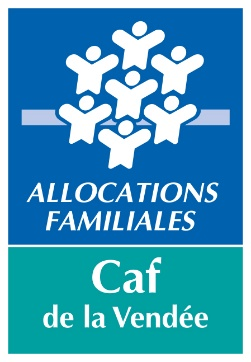 ALLOCATIONS
FAMILIALES
Caf
de la Vendée